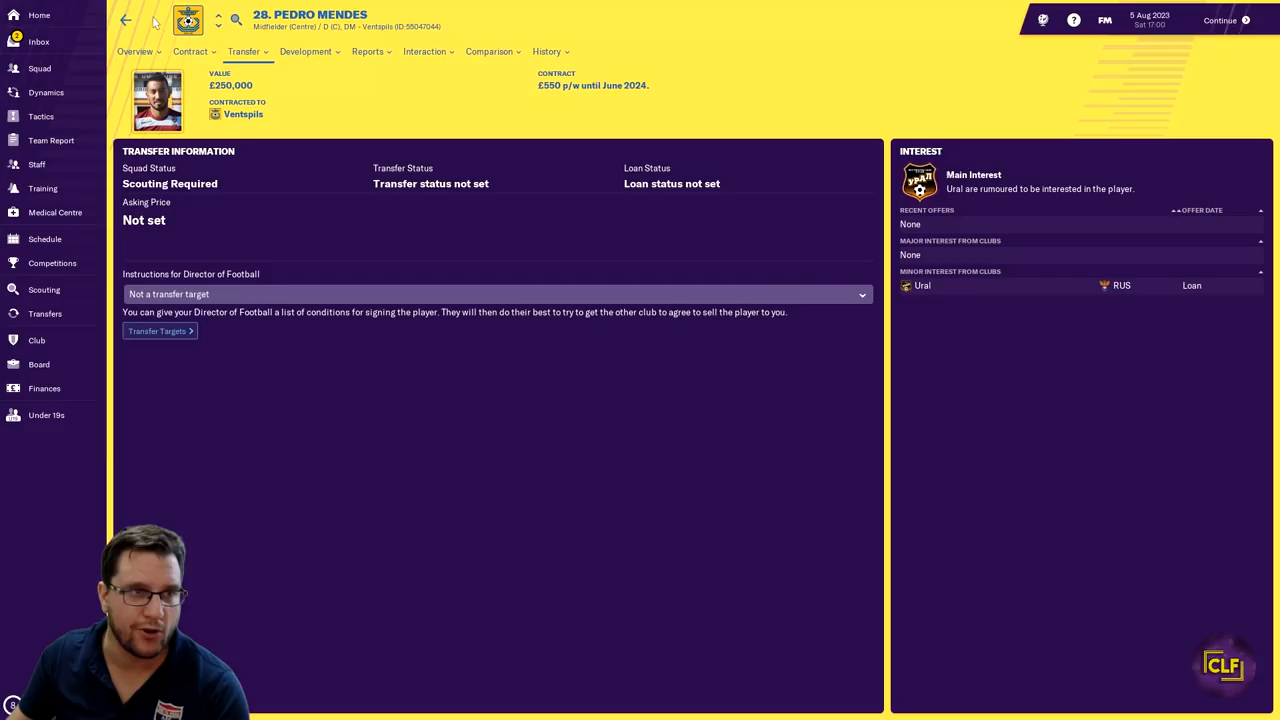 Home
2
Inbox
Squad
Dynamics
Tactics
Team Report
Staff
Training
Medical Centre
Schedule
Competitions
Scouting
Transfers
Club
Board
Finances
Under 19s
8
28. PEDRO MENDES
Midfielder (Centre) / D (C), DM - Ventspils (ID:55047044)
FM
5 Aug 2023
Sat 17:00
Continue
Overview
Contract
Transfer
Development
Reports
Interaction
Comparison
History
VALUE
£250,000
CONTRACTED TO
Ventspils
CONTRACT
£550 p/w until June 2024.
TRANSFER INFORMATION
Squad Status
Transfer Status
Loan Status
Scouting Required
Transfer status not set
Loan status not set
Asking Price
Not set
Instructions for Director of Football
Not a transfer target
You can give your Director of Football a list of conditions for signing the player. They will then do their best to try to get the other club to agree to sell the player to you.
Transfer Targets
INTEREST
УРАЛ
Main Interest
Ural are rumoured to be interested in the player.
RECENT OFFERS
OFFER DATE
None
MAJOR INTEREST FROM CLUBS
None
MINOR INTEREST FROM CLUBS
Ural
RUS
Loan
CLF